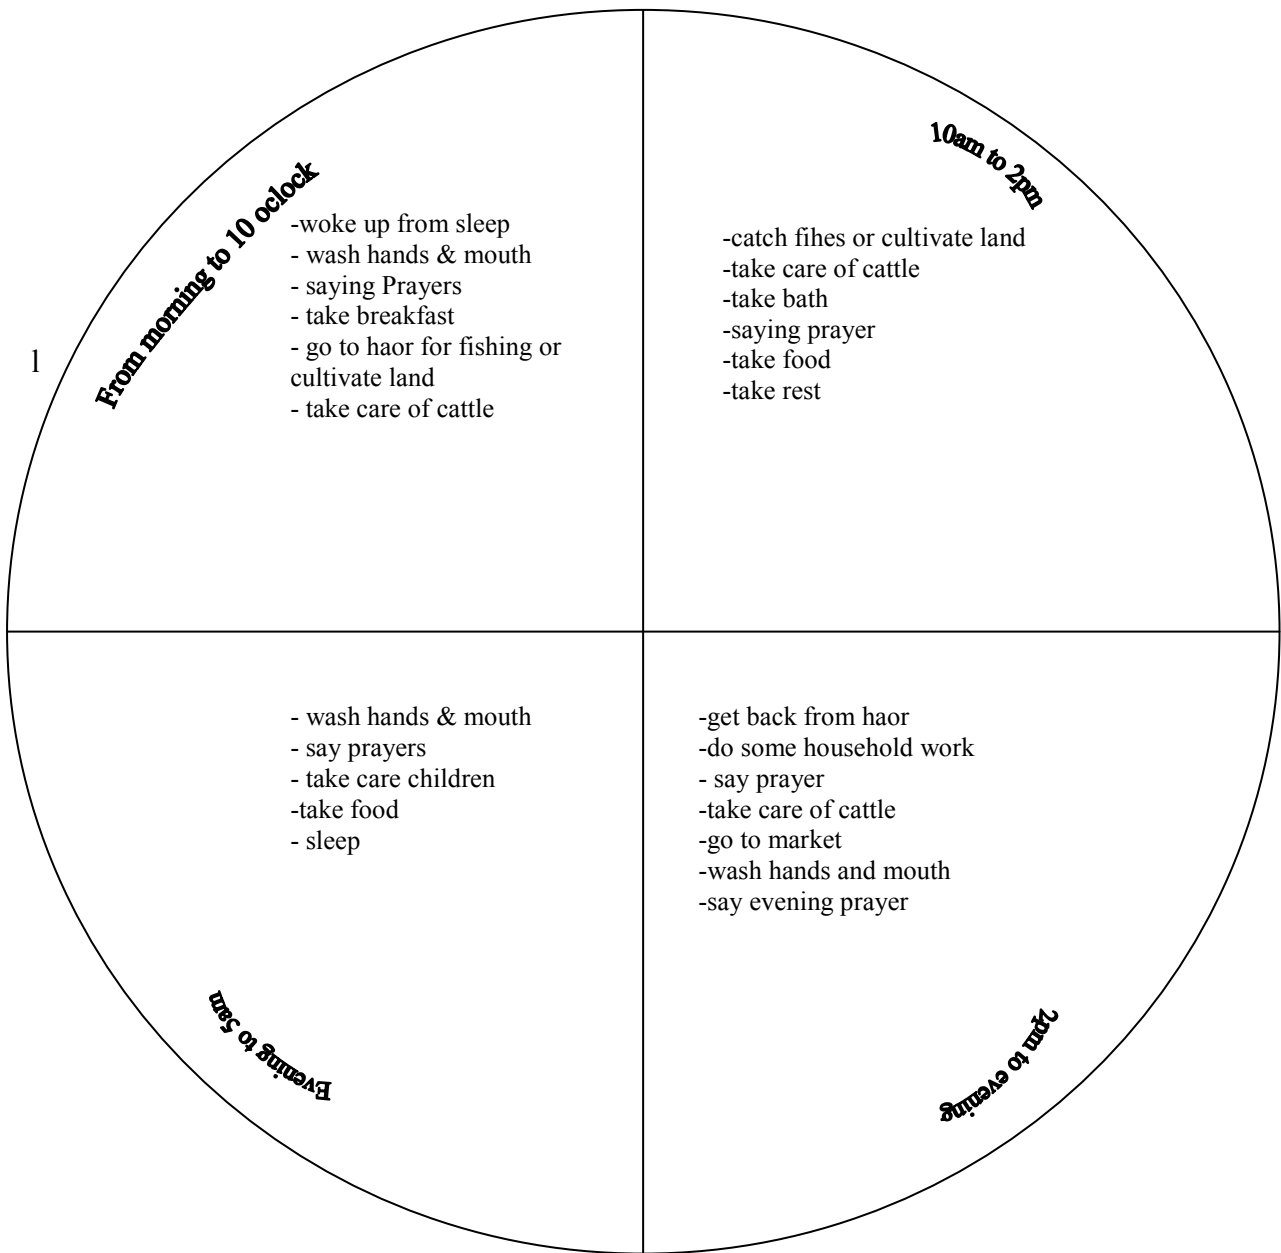 From morning to 10 oclock
-woke up from sleep
- wash hands & mouth
- saying Prayers
- take breakfast
- go to haor for fishing or
cultivate land
- take care of cattle
l
10am to 2pm
-catch fihes or cultivate land
-take care of cattle
-take bath
-saying prayer
-take food
-take rest
- wash hands & mouth
- say prayers
- take care children
-take food
- sleep
Evening to 5am
-get back from haor
-do some household work
- say prayer
-take care of cattle
-go to market
-wash hands and mouth
-say evening prayer
2pm to evening